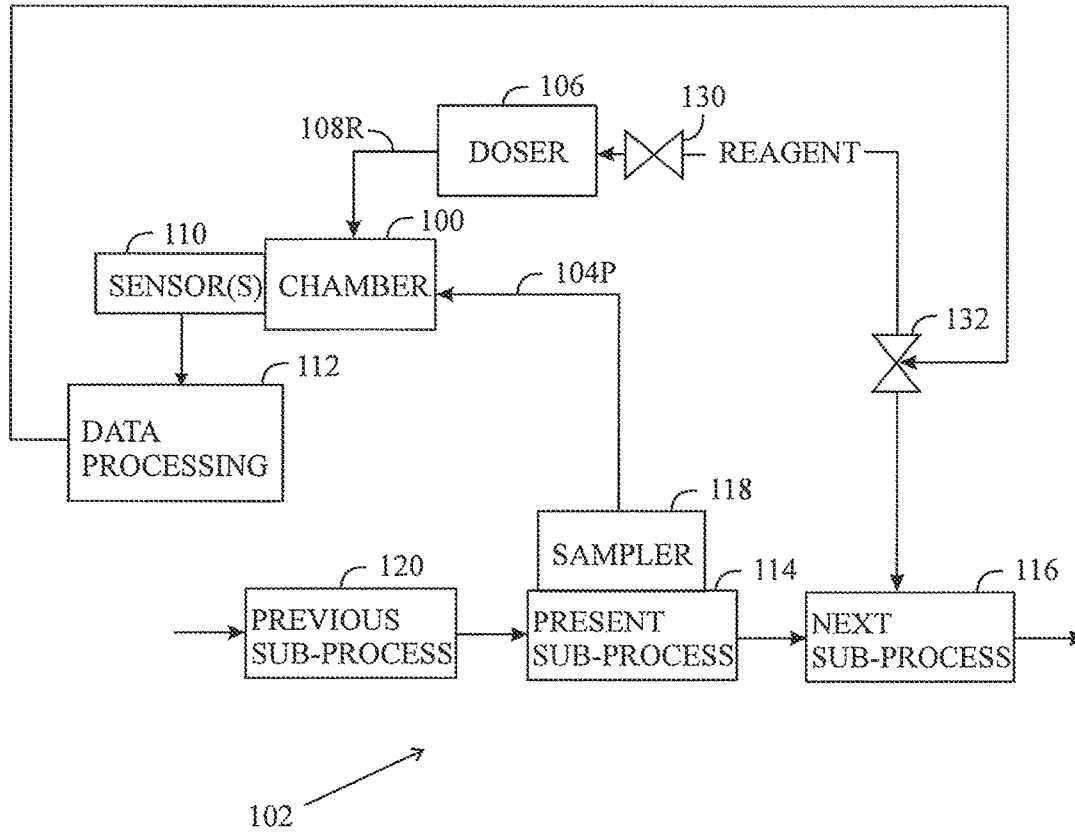 106
130
108R
DOSER
REAGENT
100
110
SENSOR(S)
CHAMBER
104P
132
112
DATA
PROCESSING
118
SAMPLER
120
114
116
PREVIOUS
SUB-PROCESS
PRESENT
SUB-PROCESS
NEXT
SUB-PROCESS
102